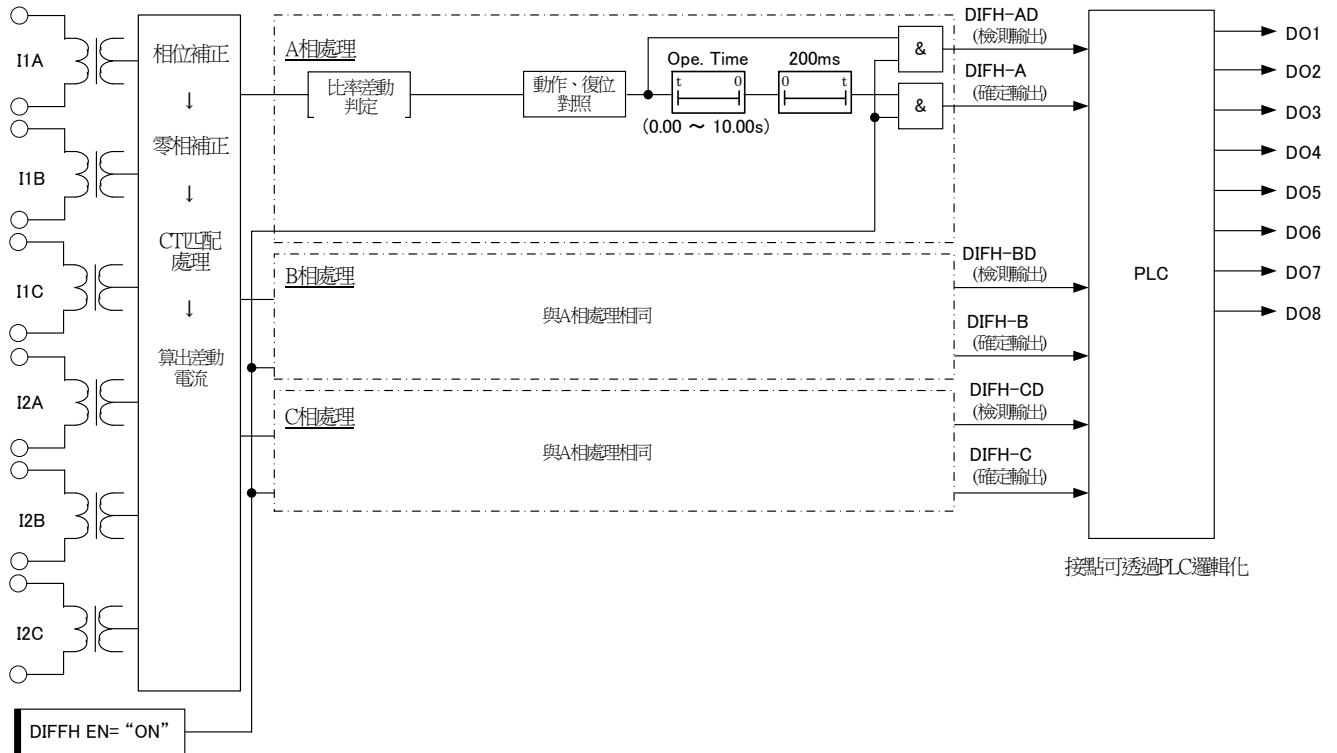 I1A
I1B
I1C
I2A
I2B
I2C
相位補正
↓
零相補正
↓
CT匹配
處理
↓
算出差動
電流
A相處理
比率差動
判定
動作、復位
對照
Ope. Time
t 0
(0.00 ～ 10.00s)
200ms
0 t
&
&
DIFH-AD
(檢測輸出)
DIFH-A
(確定輸出)
B相處理
與A相處理相同
DIFH-BD
(檢測輸出)
DIFH-B
(確定輸出)
C相處理
與A相處理相同
DIFH-CD
(檢測輸出)
DIFH-C
(確定輸出)
PLC
DO1
DO2
DO3
DO4
DO5
DO6
DO7
DO8
接點可透過PLC邏輯化
DIFFH EN= “ON”